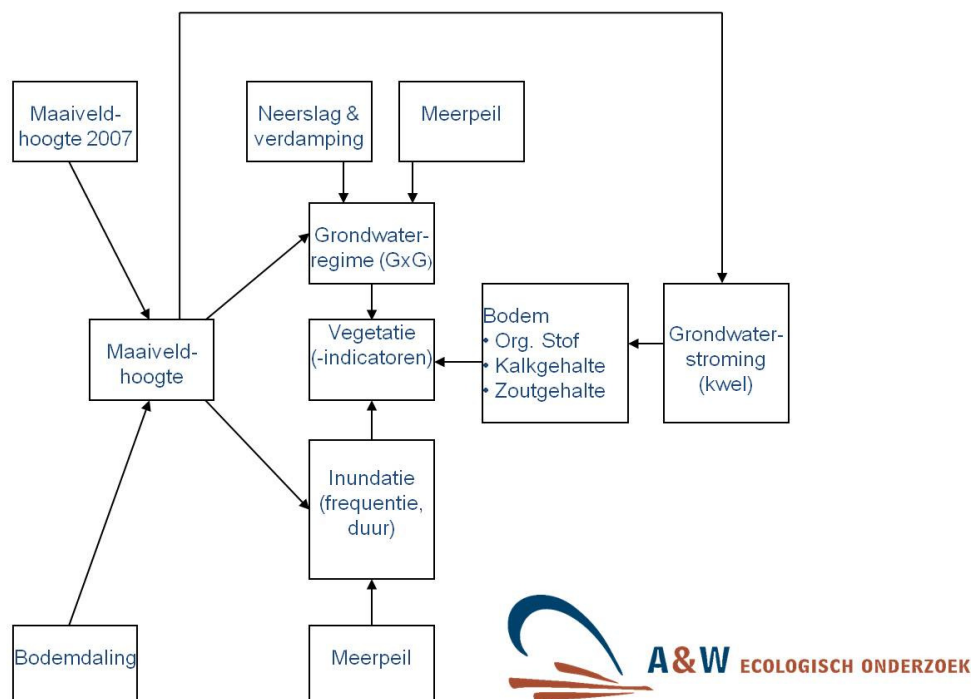 Maaiveld-
hoogte 2007
Neerslag &
verdamping
Meerpeil
Grondwater-
regime (GxG)
Maaiveld-
hoogte
Vegetatie
(-indicatoren)
Bodem
• Org. Stof
• Kalkgehalte
• Zoutgehalte
Grondwater-
stroming
(kwel)
Inundatie
(frequentie,
duur)
Bodemdaling
Meerpeil
A&W ECOLOGISCH ONDERZOEK